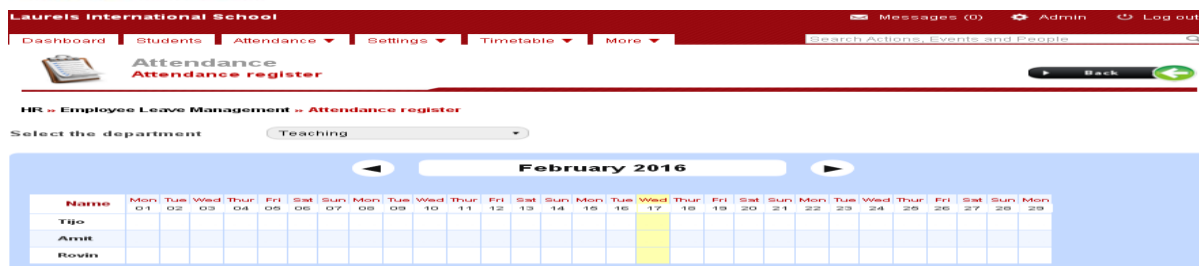 Laurels International School Messages (0) Admin Log out
Dashboard Students Attendance ▼ Settings ▼ Timetable ▼ More ▼ Search Actions, Events and People
Attendance
Attendance register
Back
HR » Employee Leave Management » Attendance register
Select the department Teaching
February 2016
Name Mon Tue Wed Thur Fri Sat Sun Mon Tue Wed Thur Fri Sat Sun Mon Tue Wed Thur Fri Sat Sun Mon Tue Wed Thur Fri Sat Sun Mon
01 02 03 04 05 06 07 08 09 10 11 12 13 14 15 16 17 18 19 20 21 22 23 24 25 26 27 28 29
Tijo
Amit
Rovin